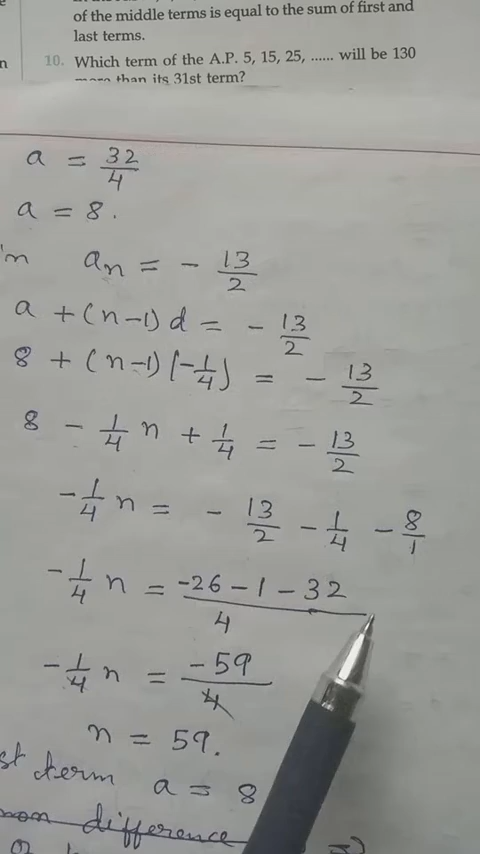 of the middle terms is equal to the sum of first and
last terms.
10. Which term of the A.P. 5, 15, 25, ...... will be 130
more than its 31st term?
a = 32/4
a = 8.
an = - 13/2
a + (n-1) d = - 13/2
8 + (n-1) (-1/4) = - 13/2
8 - 1/4 n + 1/4 = - 13/2
-1/4 n = - 13/2 - 1/4 - 8/1
-1/4 n = -26 - 1 - 32 / 4
-1/4 n = -59/4
n = 59.
st term a = 8
difference